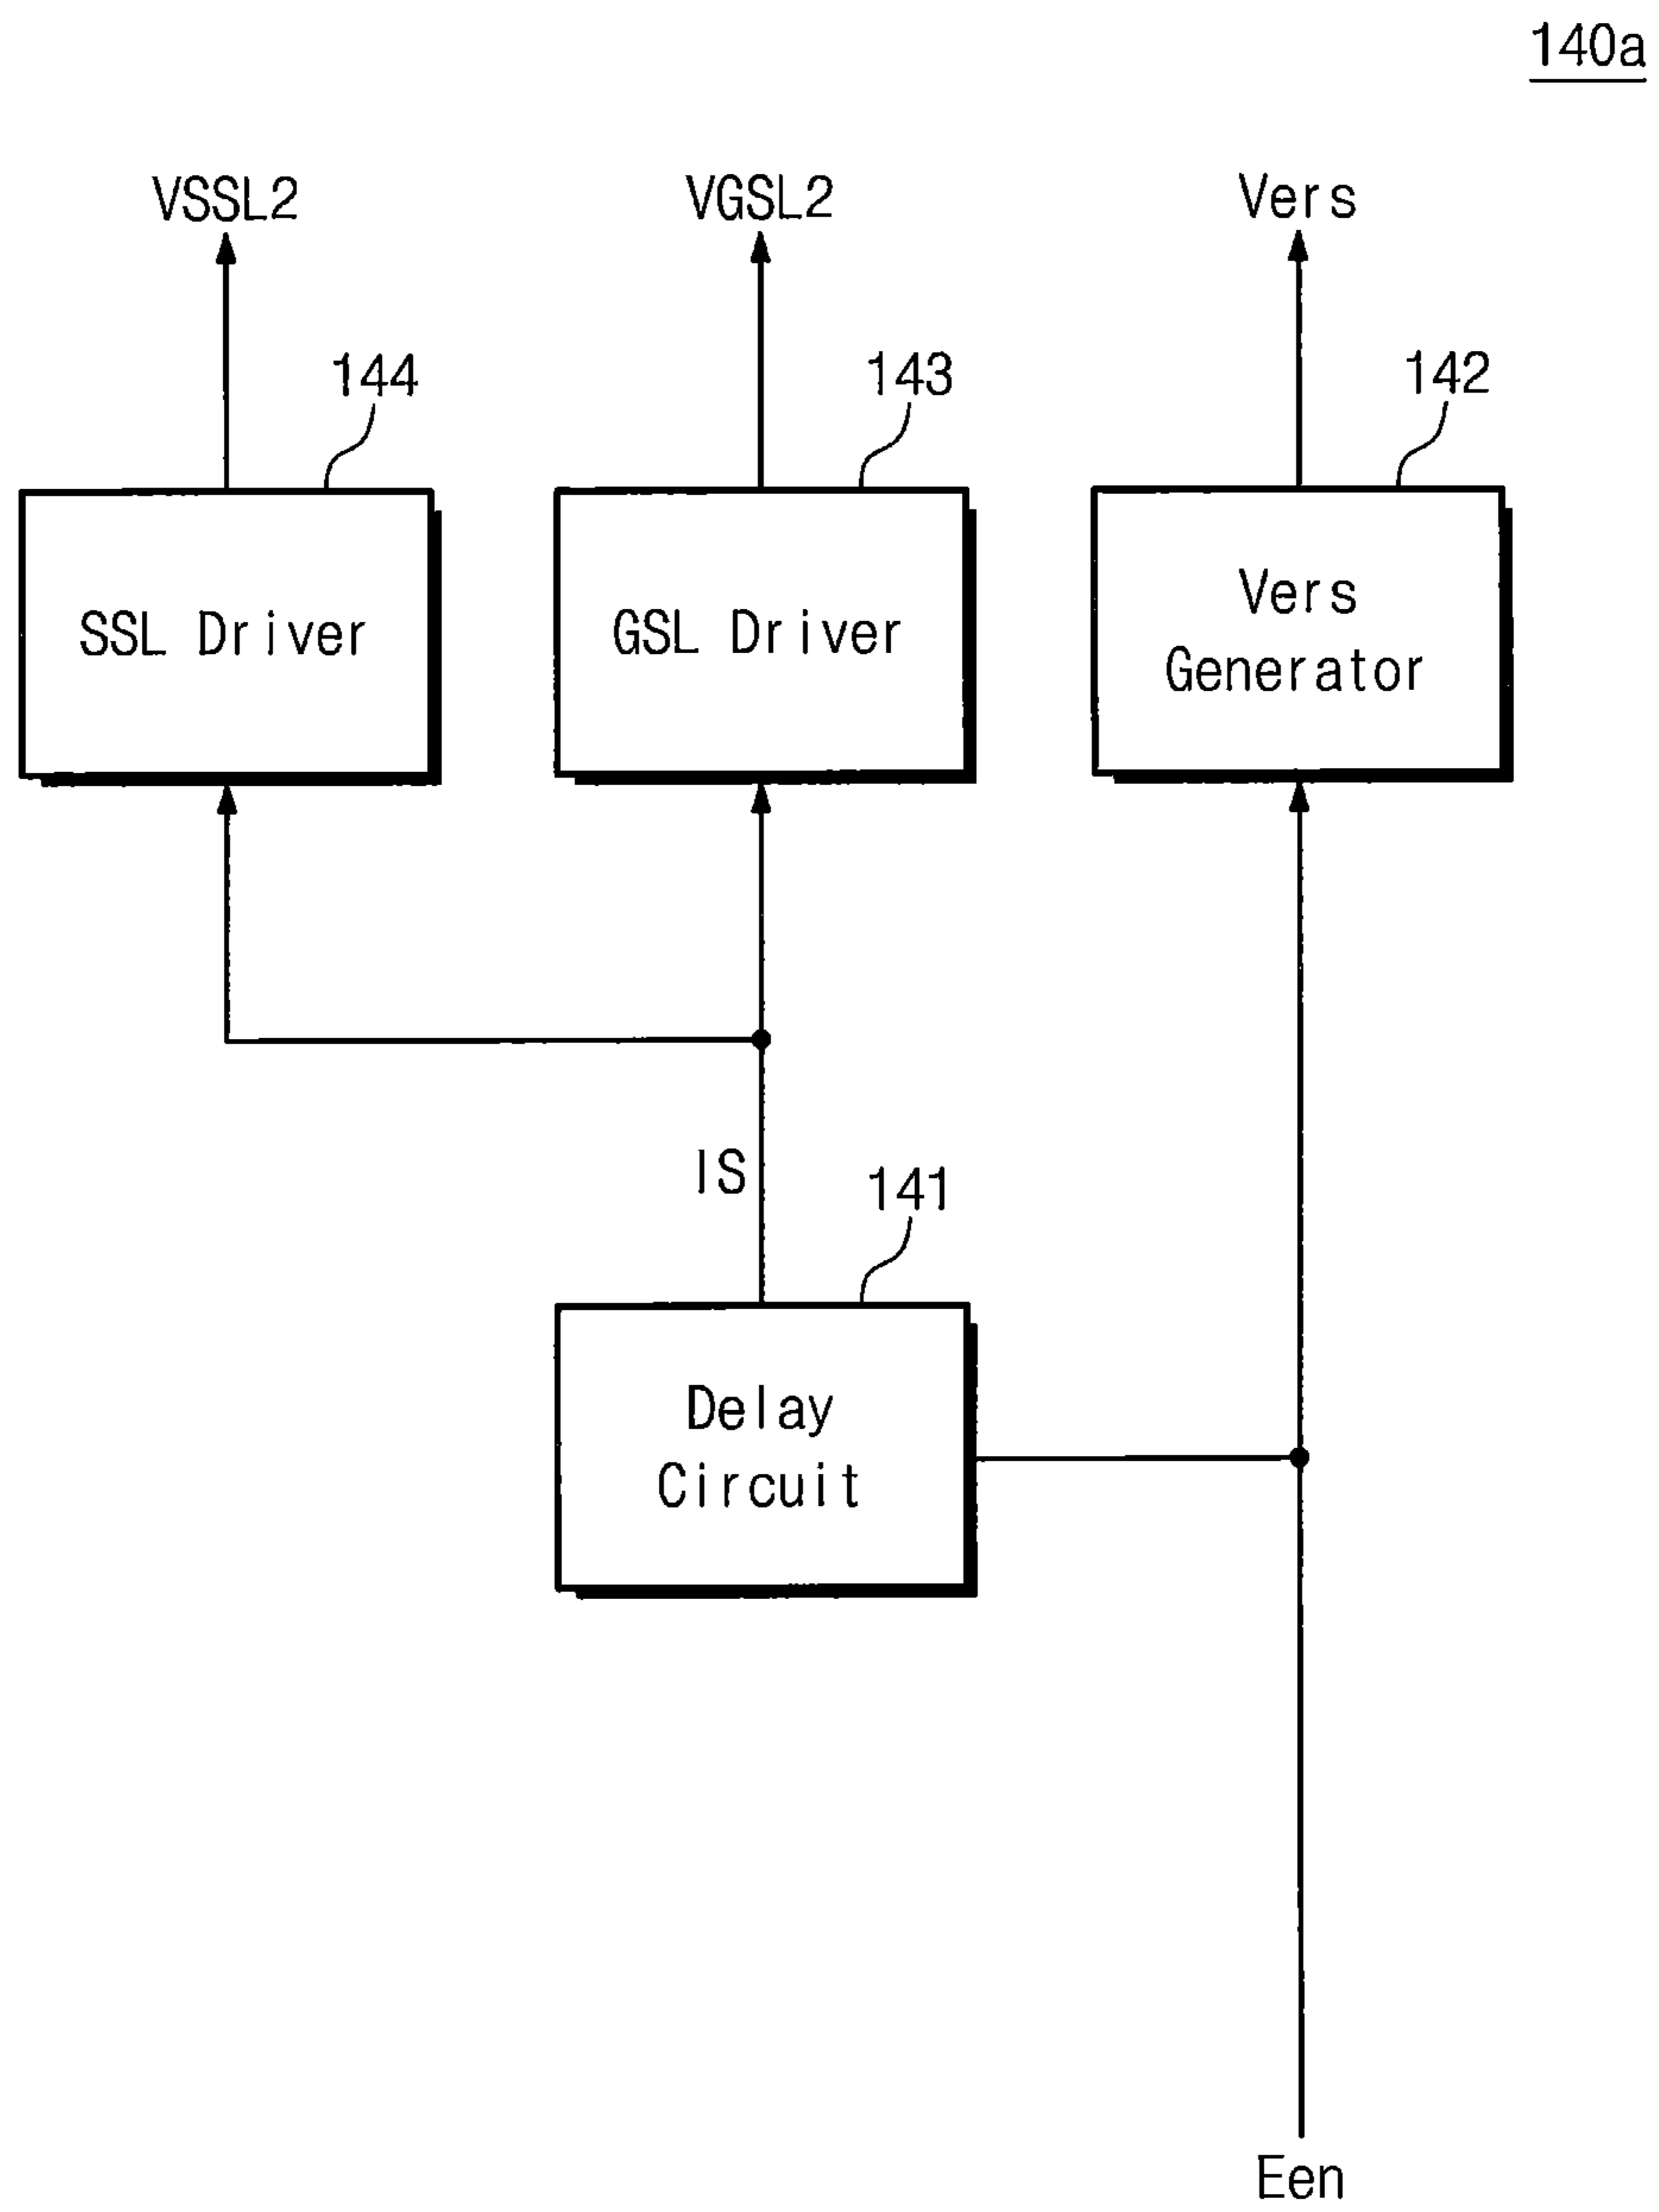 140a
VSSL2
VGSL2
Vers
144
143
142
SSL Driver
GSL Driver
Vers
Generator
IS
141
Delay
Circuit
Een